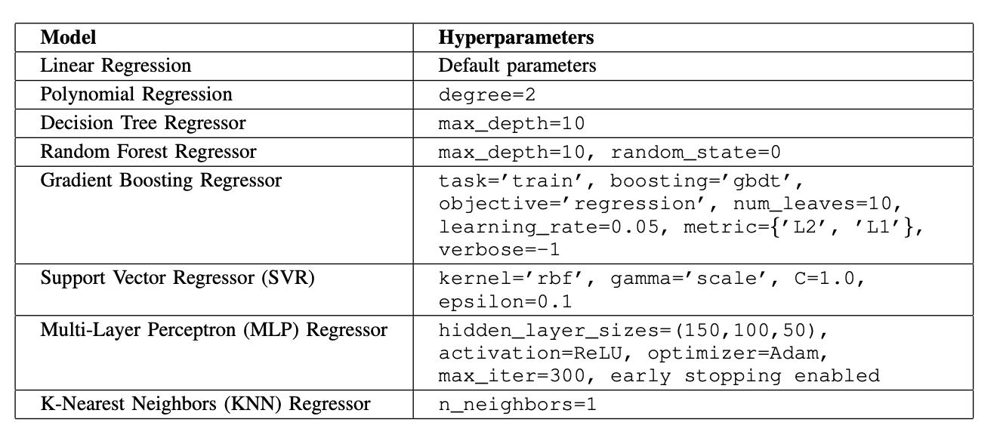 Model Hyperparameters
Linear Regression Default parameters
Polynomial Regression degree=2
Decision Tree Regressor max_depth=10
Random Forest Regressor max_depth=10, random_state=0
Gradient Boosting Regressor task=′train′, boosting=′gbdt′,
objective=′regression′, num_leaves=10,
learning_rate=0.05, metric={′L2′, ′L1′},
verbose=-1
Support Vector Regressor (SVR) kernel=′rbf′, gamma=′scale′, C=1.0,
epsilon=0.1
Multi-Layer Perceptron (MLP) Regressor hidden_layer_sizes=(150,100,50),
activation=ReLU, optimizer=Adam,
max_iter=300, early stopping enabled
K-Nearest Neighbors (KNN) Regressor n_neighbors=1